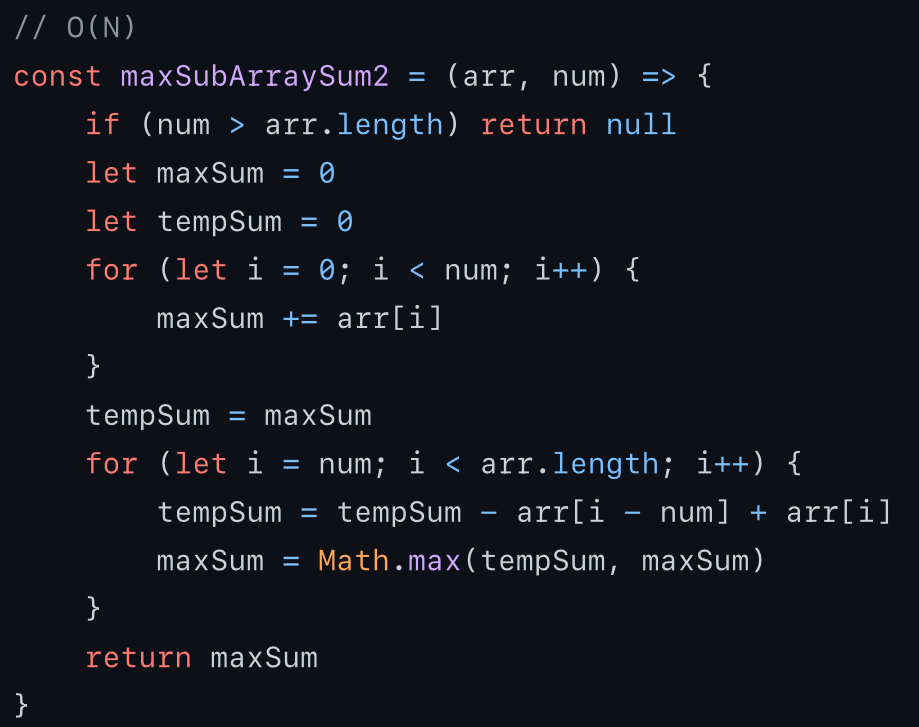 // O(N)
const maxSubArraySum2 = (arr, num) => {
    if (num > arr.length) return null
    let maxSum = 0
    let tempSum = 0
    for (let i = 0; i < num; i++) {
        maxSum += arr[i]
    }
    tempSum = maxSum
    for (let i = num; i < arr.length; i++) {
        tempSum = tempSum - arr[i - num] + arr[i]
        maxSum = Math.max(tempSum, maxSum)
    }
    return maxSum
}